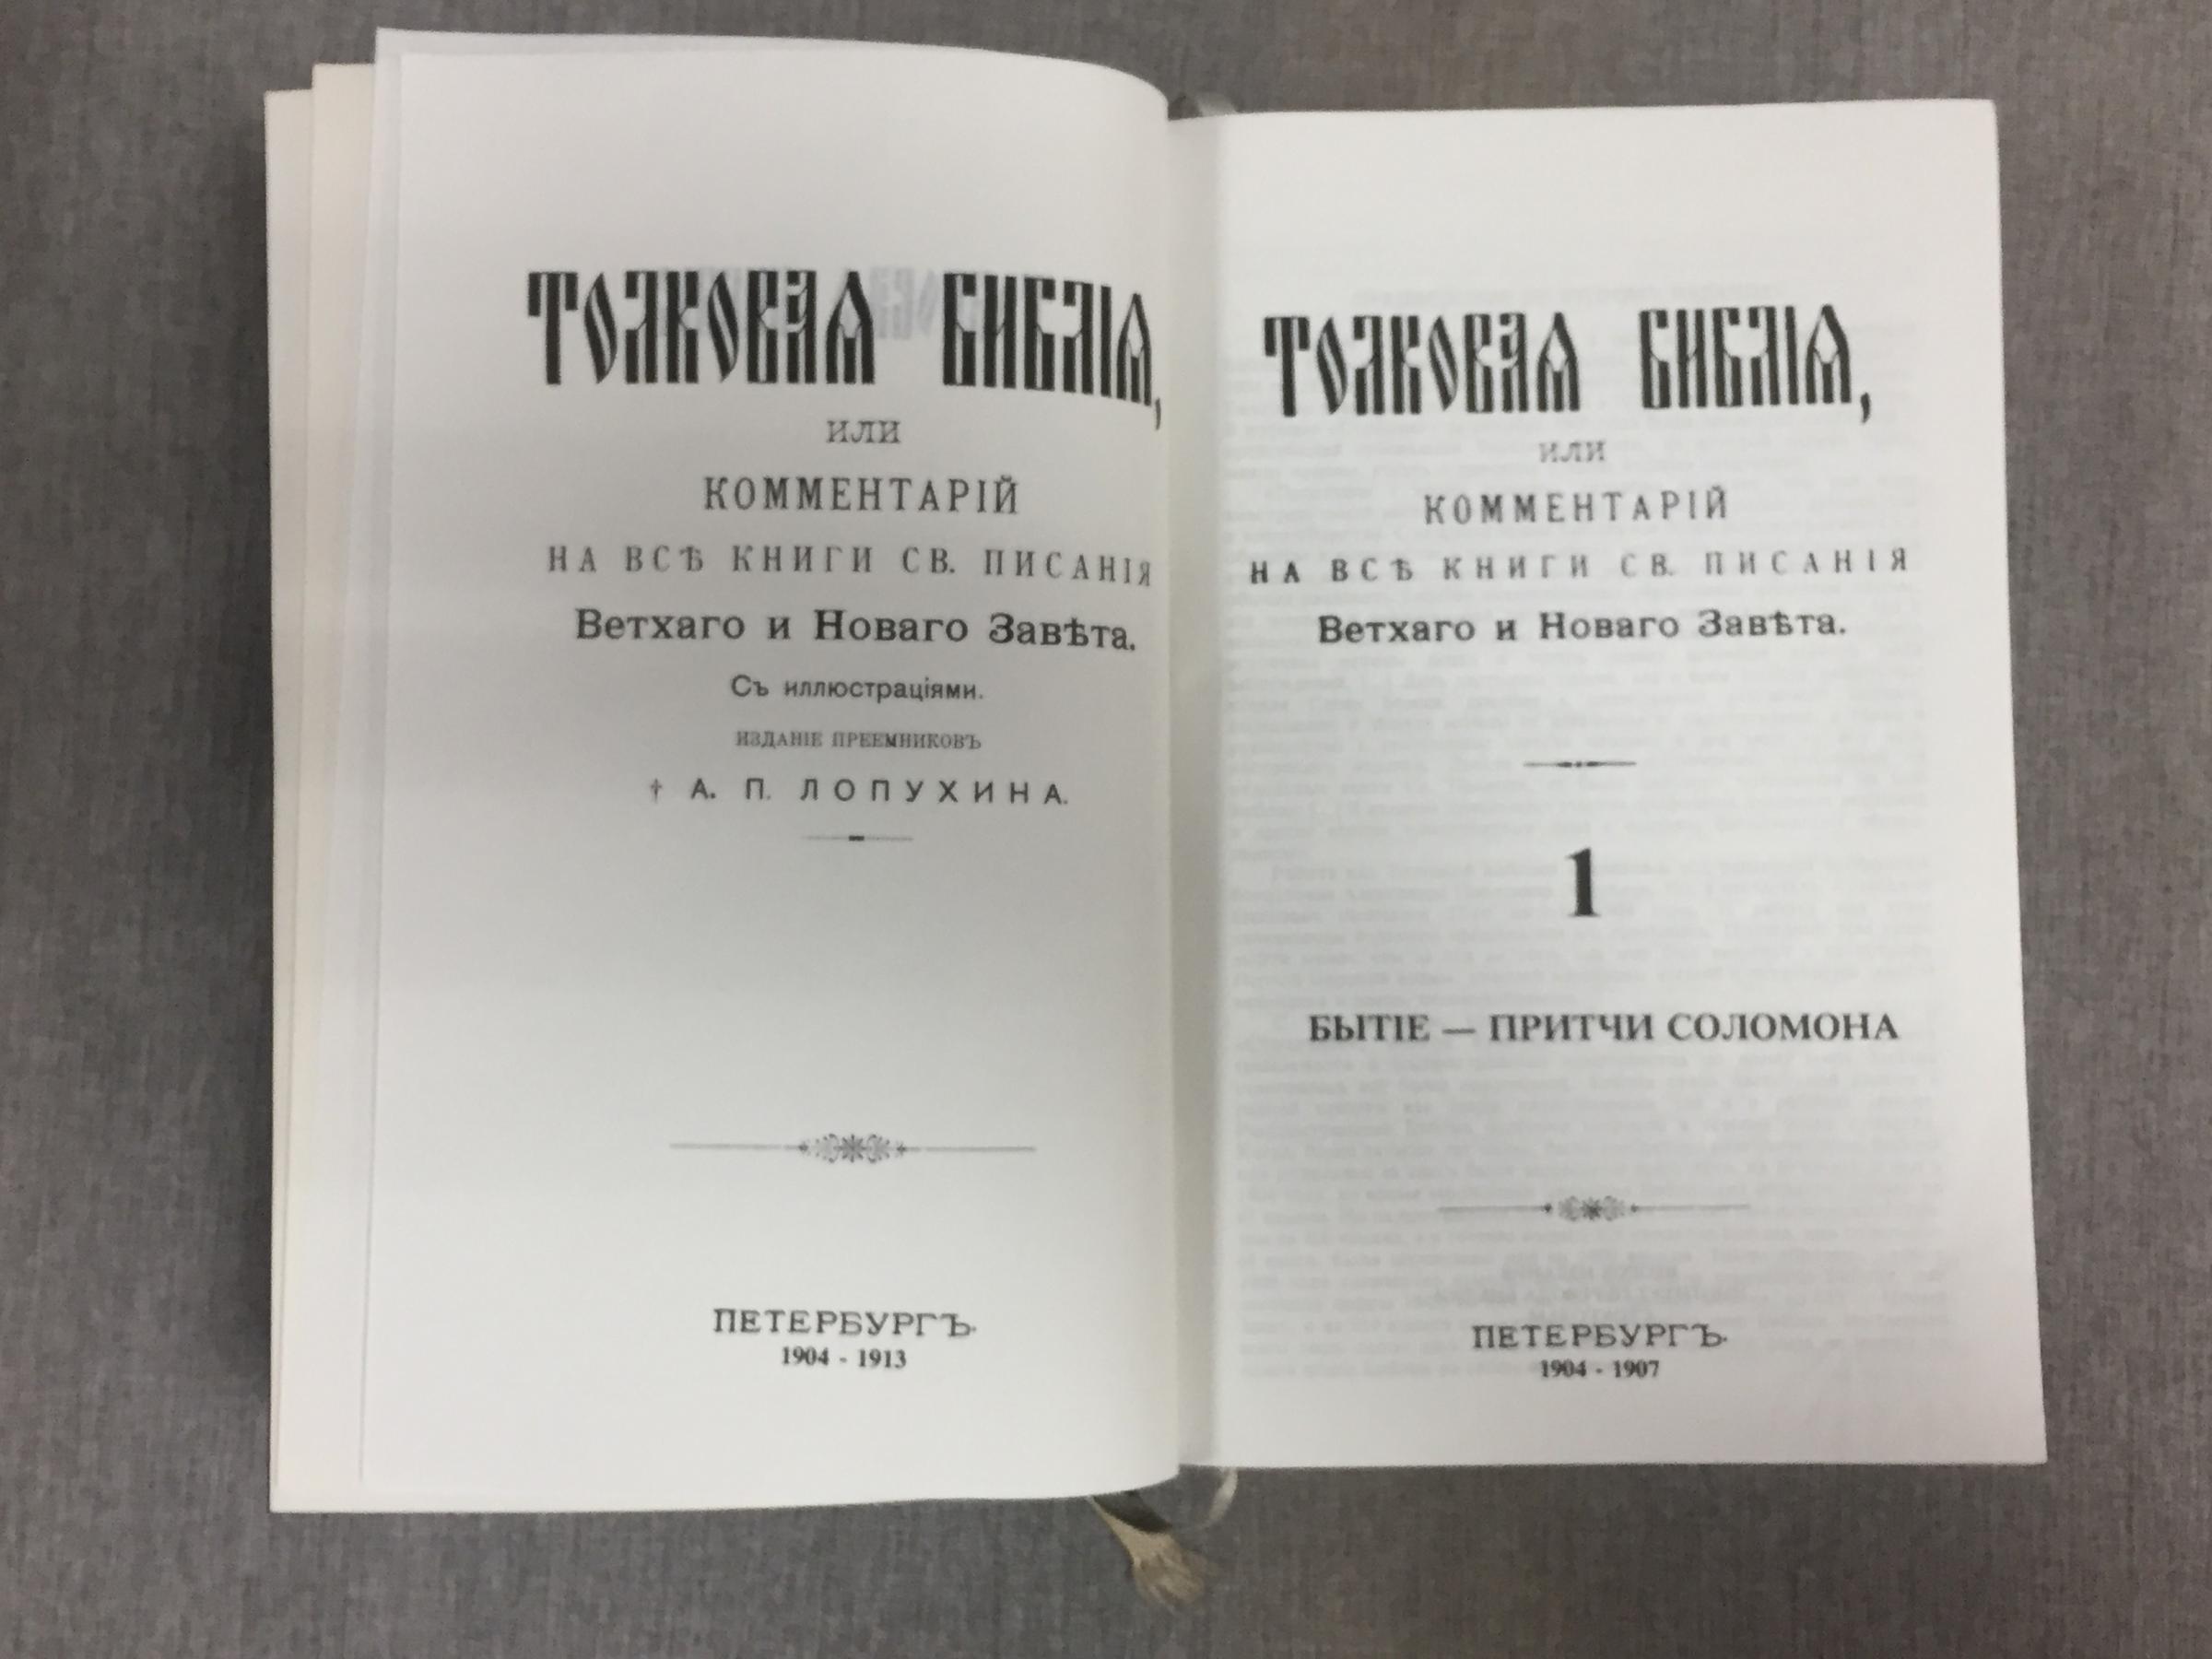 ТОЛКОВАЯ БИБЛІЯ,
ИЛИ
КОММЕНТАРІЙ
НА ВСѢ КНИГИ СВ. ПИСАНІЯ
Ветхаго и Новаго Завѣта.
Съ иллюстраціями.
ИЗДАНІЕ ПРЕЕМНИКОВЪ
† А. П. ЛОПУХИНА.
ПЕТЕРБУРГЪ.
1904 - 1913
ТОЛКОВАЯ БИБЛІЯ,
ИЛИ
КОММЕНТАРІЙ
НА ВСѢ КНИГИ СВ. ПИСАНІЯ
Ветхаго и Новаго Завѣта.
1
БЫТІЕ — ПРИТЧИ СОЛОМОНА
ПЕТЕРБУРГЪ.
1904 - 1907